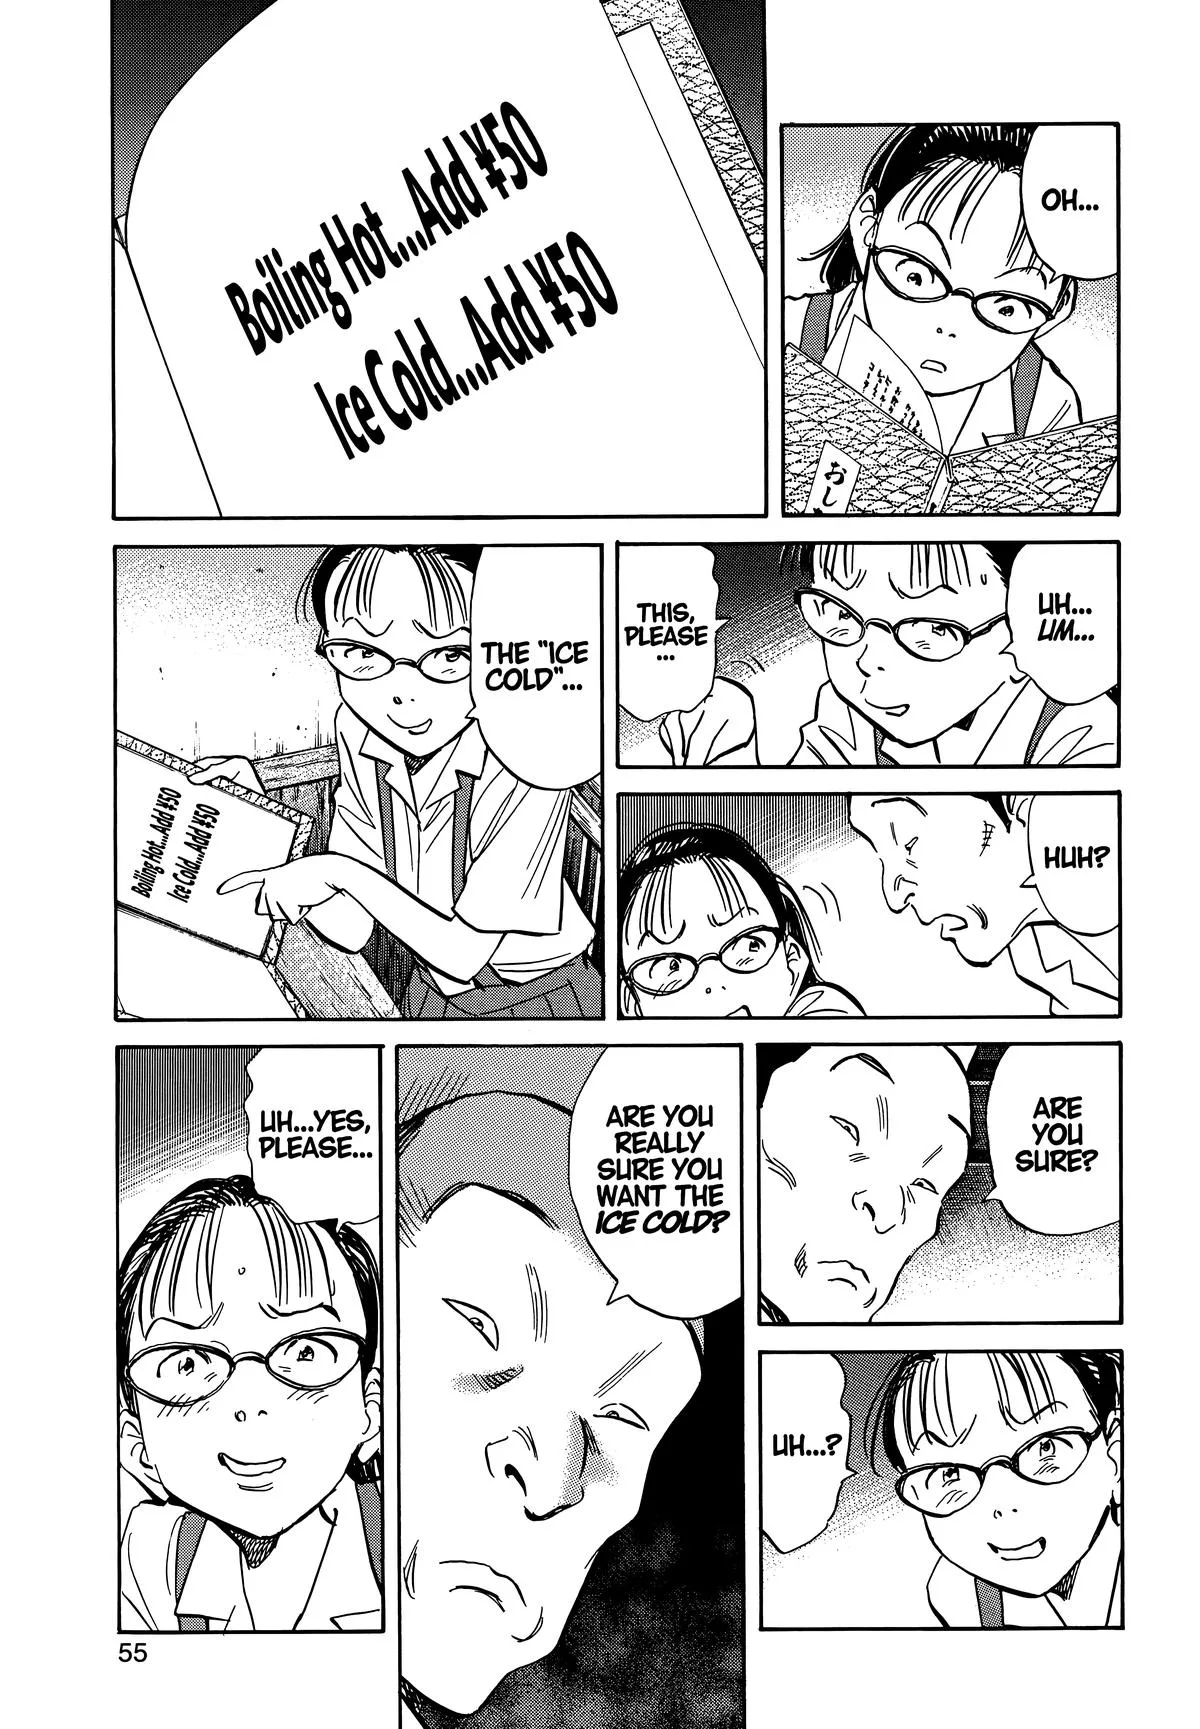 OH...
おし
Boiling Hot....Add ¥50
Ice Cold....Add ¥50
UH...
UM...
THIS,
PLEASE
...
HUH?
THE "ICE
COLD"...
Boiling Hot....Add ¥50
Ice Cold....Add ¥50
ARE
YOU
SURE?
UH...?
ARE YOU
REALLY
SURE YOU
WANT THE
ICE COLD?
UH...YES,
PLEASE...
55